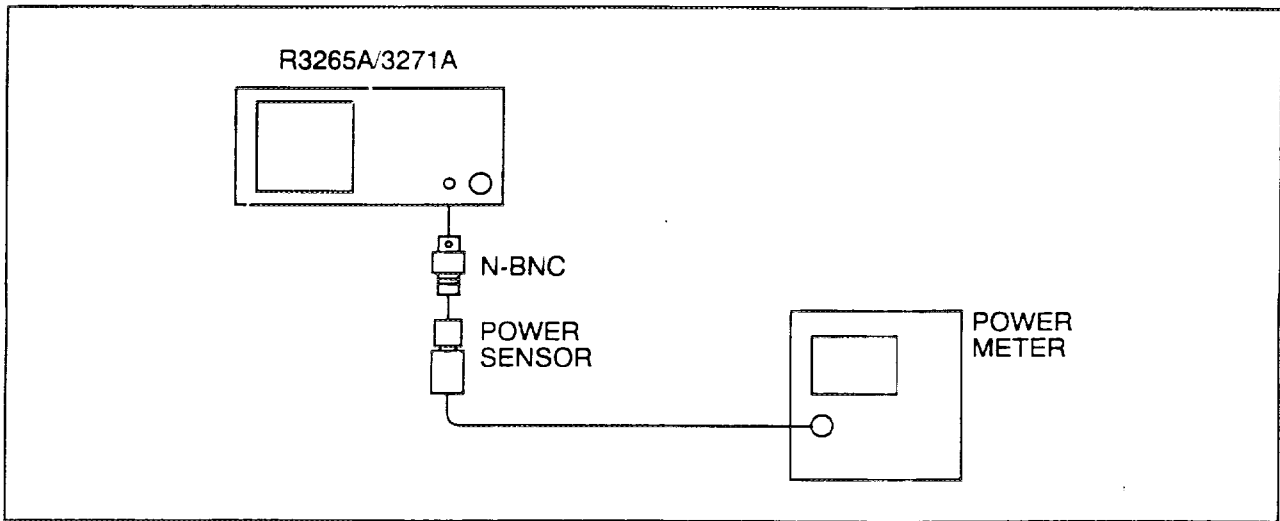 R3265A/3271A
N-BNC
POWER
SENSOR
POWER
METER